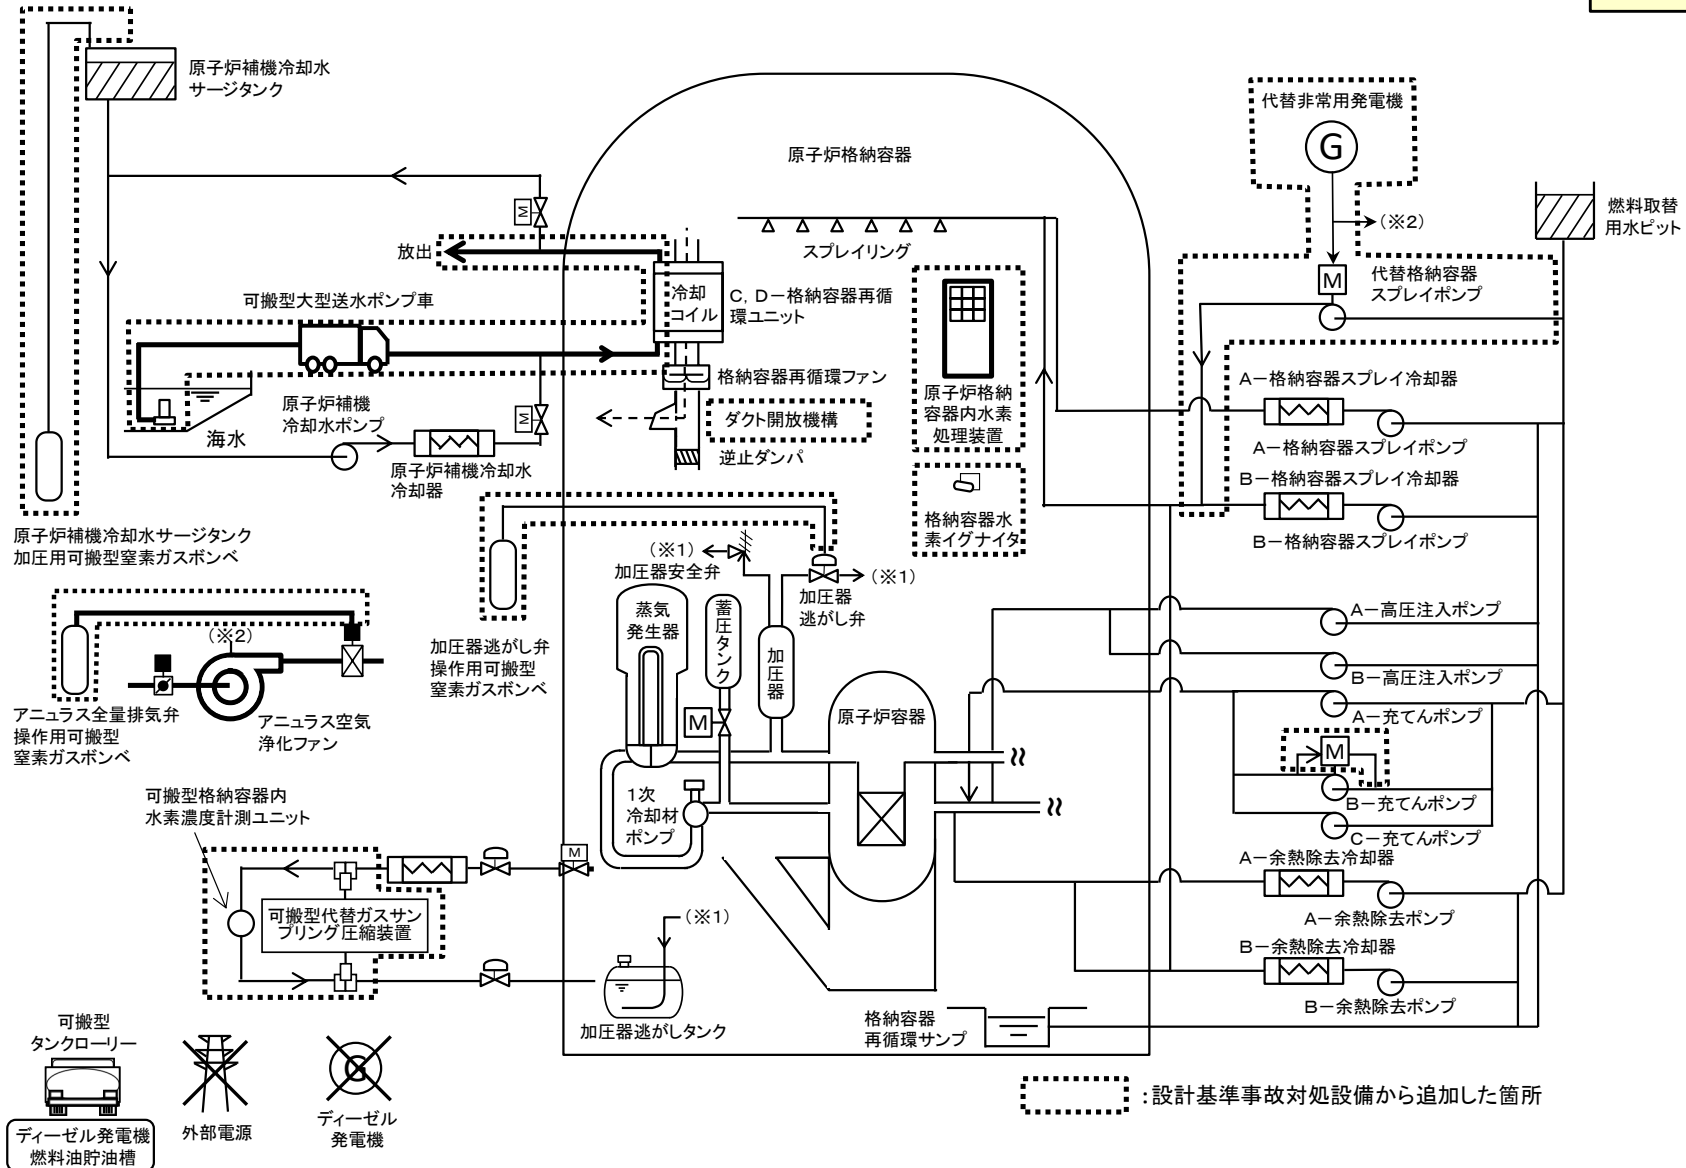 原子炉補機冷却水
サージタンク
原子炉格納容器
代替非常用発電機
G
(※2)
燃料取替
用水ピット
M
放出
スプレイリング
M
代替格納容器
スプレイポンプ
可搬型大型送水ポンプ車
冷却
コイル
C，D－格納容器再循
環ユニット
格納容器再循環ファン
原子炉格納
容器内水素
処理装置
A－格納容器スプレイ冷却器
原子炉補機
冷却水ポンプ
M
海水
ダクト開放機構
逆止ダンパ
A－格納容器スプレイポンプ
原子炉補機冷却水
冷却器
B－格納容器スプレイ冷却器
格納容器水
素イグナイタ
B－格納容器スプレイポンプ
原子炉補機冷却水サージタンク
加圧用可搬型窒素ガスボンベ
(※1)
加圧器安全弁
(※1)
加圧器
逃がし弁
蒸気
発生器
蓄圧タンク
加圧器
加圧器逃がし弁
操作用可搬型
窒素ガスボンベ
(※2)
アニュラス全量排気弁
操作用可搬型
窒素ガスボンベ
アニュラス空気
浄化ファン
M
原子炉容器
A－高圧注入ポンプ
B－高圧注入ポンプ
A－充てんポンプ
M
B－充てんポンプ
C－充てんポンプ
1次
冷却材
ポンプ
可搬型格納容器内
水素濃度計測ユニット
M
A－余熱除去冷却器
A－余熱除去ポンプ
可搬型代替ガスサン
プリング圧縮装置
(※1)
B－余熱除去冷却器
B－余熱除去ポンプ
加圧器逃がしタンク
格納容器
再循環サンプ
可搬型
タンクローリー
ディーゼル発電機
燃料油貯油槽
外部電源
G
ディーゼル
発電機
：設計基準事故対処設備から追加した箇所